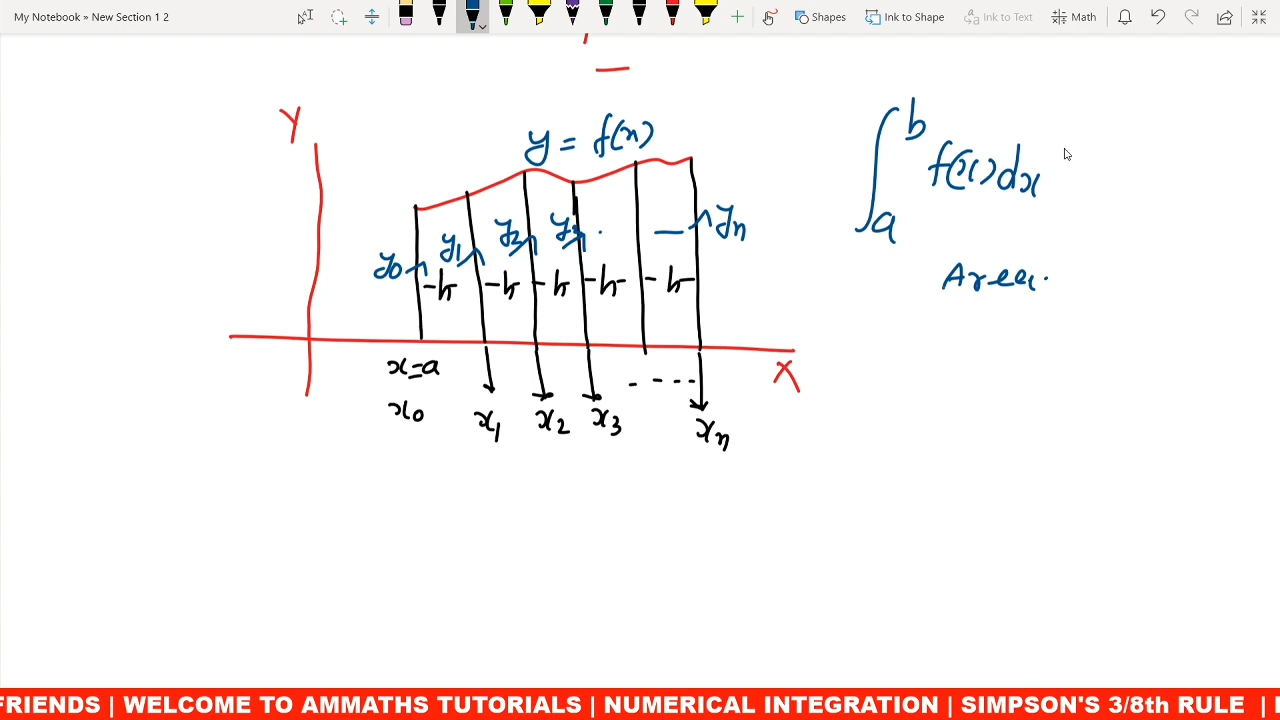 My Notebook » New Section 1 2
Shapes
Ink to Shape
Ink to Text
Math
Y
y = f(x)
∫ₐᵇ f(x)dx
y0 y1 y2 y3 . — yn
-h- -h- -h- -h- -h-
Area.
x=a
X
x0 x1 x2 x3 ----- xn
FRIENDS | WELCOME TO AMMATHS TUTORIALS | NUMERICAL INTEGRATION | SIMPSON'S 3/8th RULE |